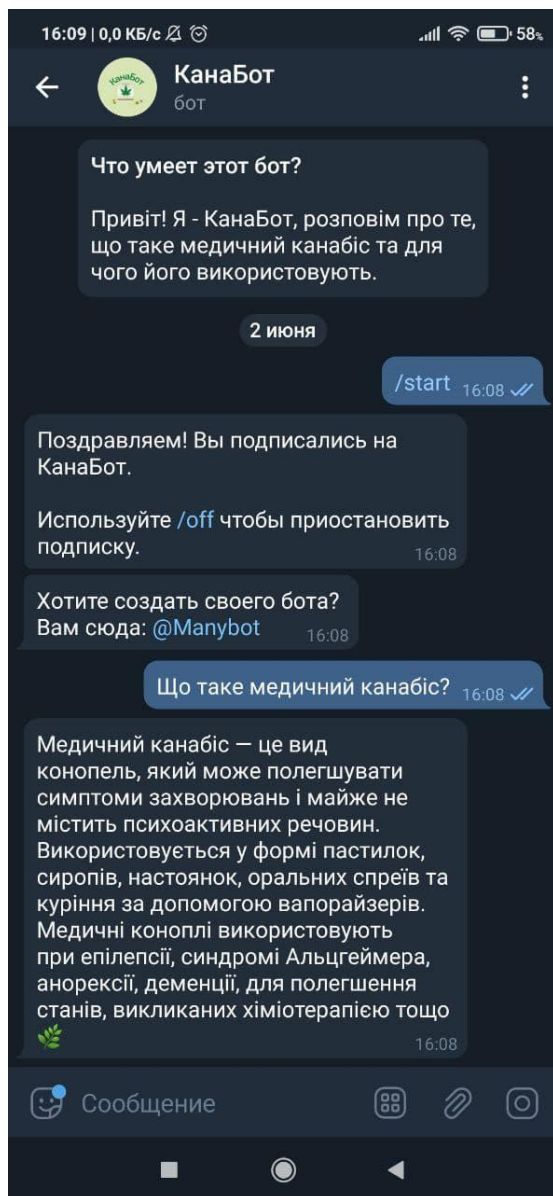 16:09 | 0,0 КБ/с 58%
КанаБот
КанаБот
бот
Что умеет этот бот?
Привіт! Я - КанаБот, розповім про те,
що таке медичний канабіс та для
чого його використовують.
2 июня
/start 16:08
Поздравляем! Вы подписались на
КанаБот.
Используйте /off чтобы приостановить
подписку. 16:08
Хотите создать своего бота?
Вам сюда: @Manybot 16:08
Що таке медичний канабіс? 16:08
Медичний канабіс — це вид
конопель, який може полегшувати
симптоми захворювань і майже не
містить психоактивних речовин.
Використовується у формі пастилок,
сиропів, настоянок, оральних спреїв та
куріння за допомогою вапорайзерів.
Медичні коноплі використовують
при епілепсії, синдромі Альцгеймера,
анорексії, деменції, для полегшення
станів, викликаних хіміотерапією тощо
🌿 16:08
Сообщение